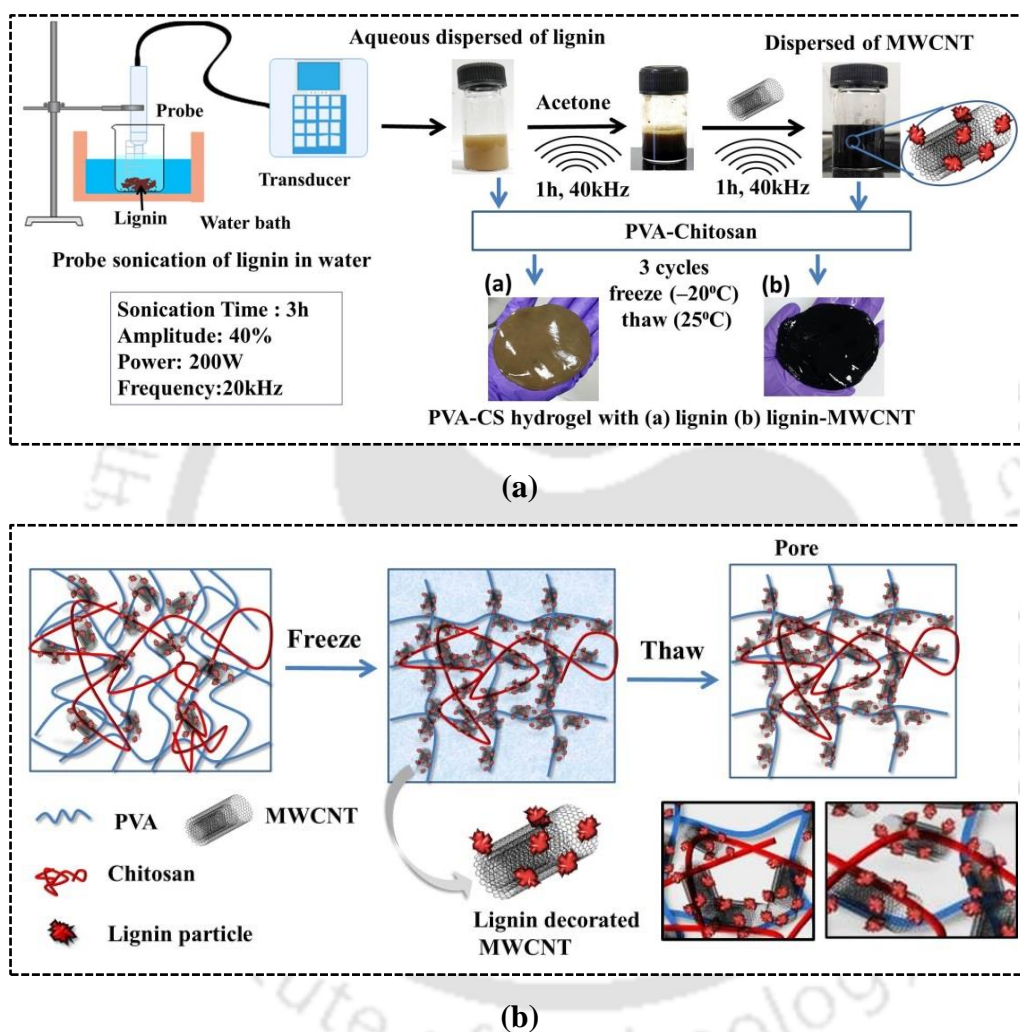 Aqueous dispersed of lignin
Dispersed of MWCNT
Probe
Acetone
Transducer
1h, 40kHz
1h, 40kHz
Lignin
Water bath
PVA-Chitosan
Probe sonication of lignin in water
3 cycles
freeze (–20⁰C)
thaw (25⁰C)
(a)
(b)
Sonication Time : 3h
Amplitude: 40%
Power: 200W
Frequency:20kHz
PVA-CS hydrogel with (a) lignin (b) lignin-MWCNT
(a)
Pore
Freeze
Thaw
PVA
MWCNT
Chitosan
Lignin particle
Lignin decorated
MWCNT
(b)